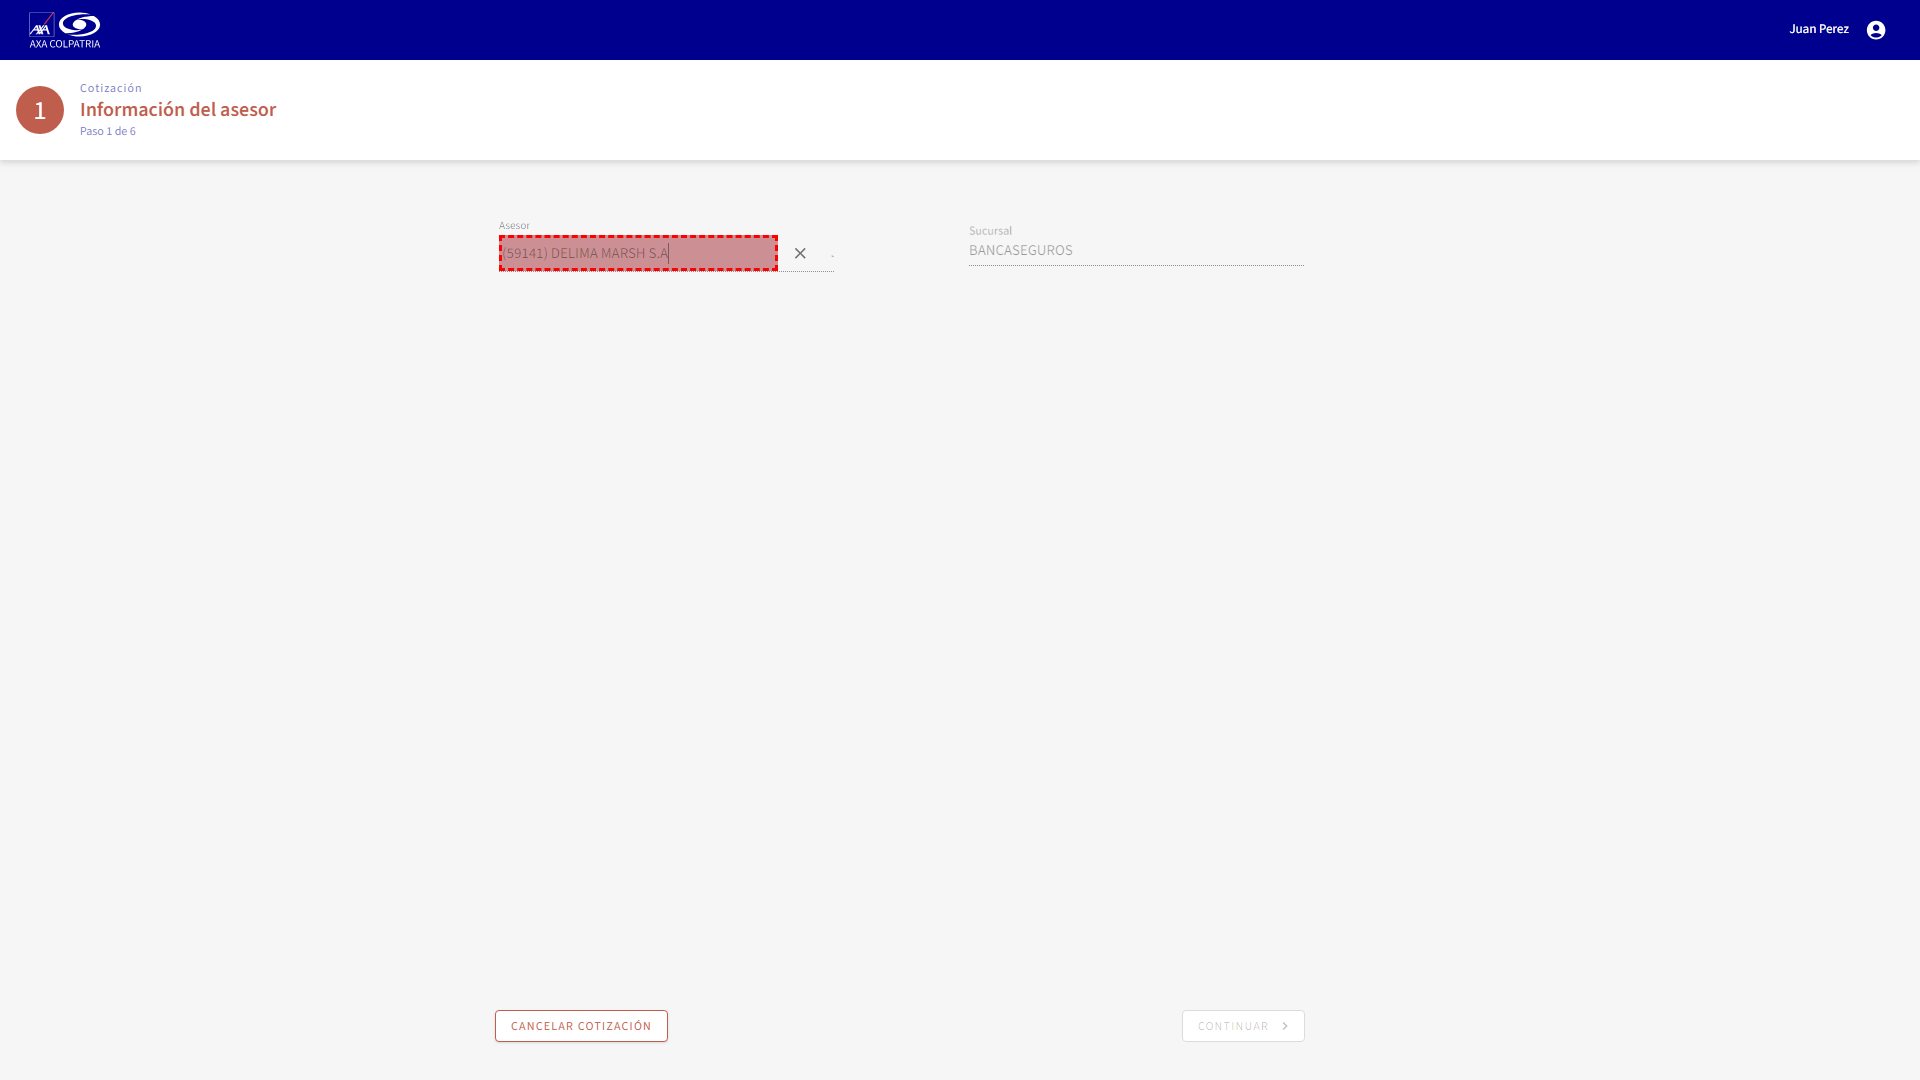 AXA
AXA COLPATRIA
Juan Perez
1
Cotización
Información del asesor
Paso 1 de 6
Asesor
(59141) DELIMA MARSH S.A
Sucursal
BANCASEGUROS
CANCELAR COTIZACIÓN
CONTINUAR